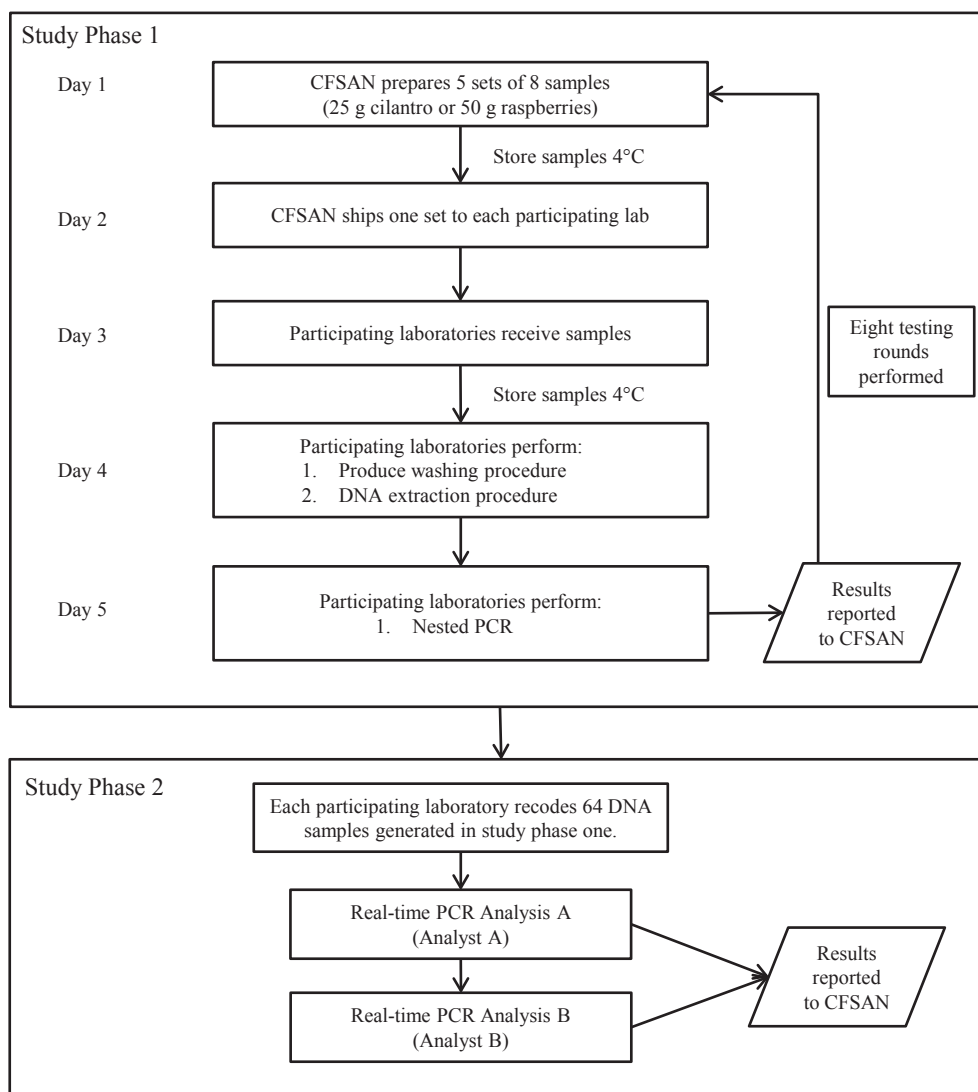 Study Phase 1
Day 1
CFSAN prepares 5 sets of 8 samples
(25 g cilantro or 50 g raspberries)
Store samples 4°C
Day 2
CFSAN ships one set to each participating lab
Day 3
Participating laboratories receive samples
Eight testing
rounds
performed
Store samples 4°C
Day 4
Participating laboratories perform:
1. Produce washing procedure
2. DNA extraction procedure
Day 5
Participating laboratories perform:
1. Nested PCR
Results
reported
to CFSAN
Study Phase 2
Each participating laboratory recodes 64 DNA
samples generated in study phase one.
Real-time PCR Analysis A
(Analyst A)
Real-time PCR Analysis B
(Analyst B)
Results
reported
to CFSAN